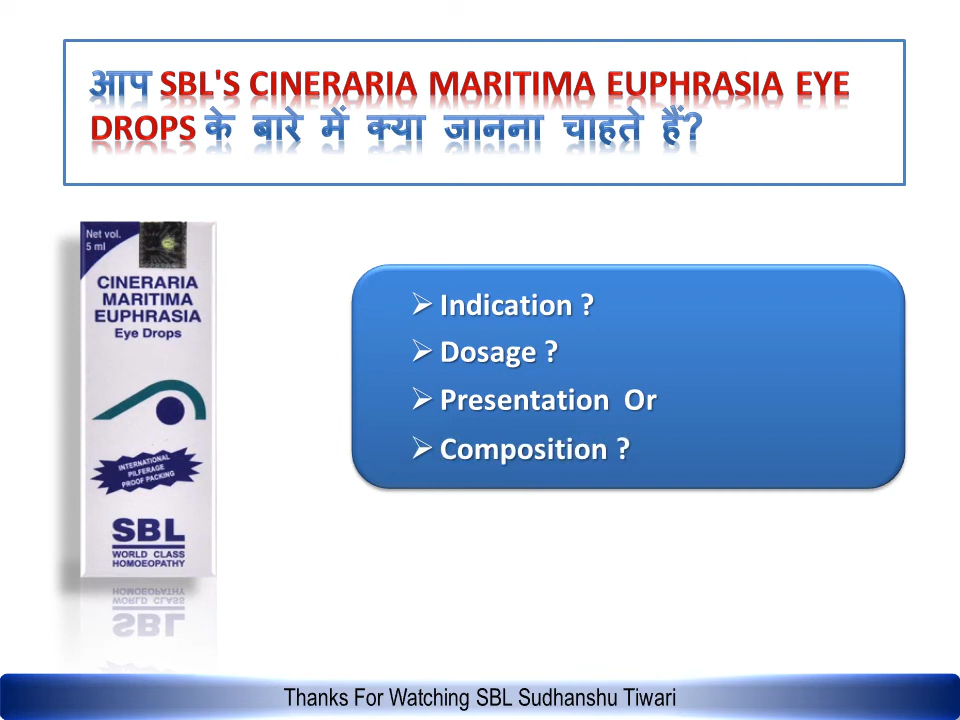 आप SBL'S CINERARIA MARITIMA EUPHRASIA EYE
DROPS के बारे में क्या जानना चाहते हैं?
Net vol.
5 ml
CINERARIA
MARITIMA
EUPHRASIA
Eye Drops
INTERNATIONAL
PILFERAGE
PROOF PACKING
SBL
WORLD CLASS
HOMOEOPATHY
➢ Indication ?
➢ Dosage ?
➢ Presentation Or
➢ Composition ?
Thanks For Watching SBL Sudhanshu Tiwari